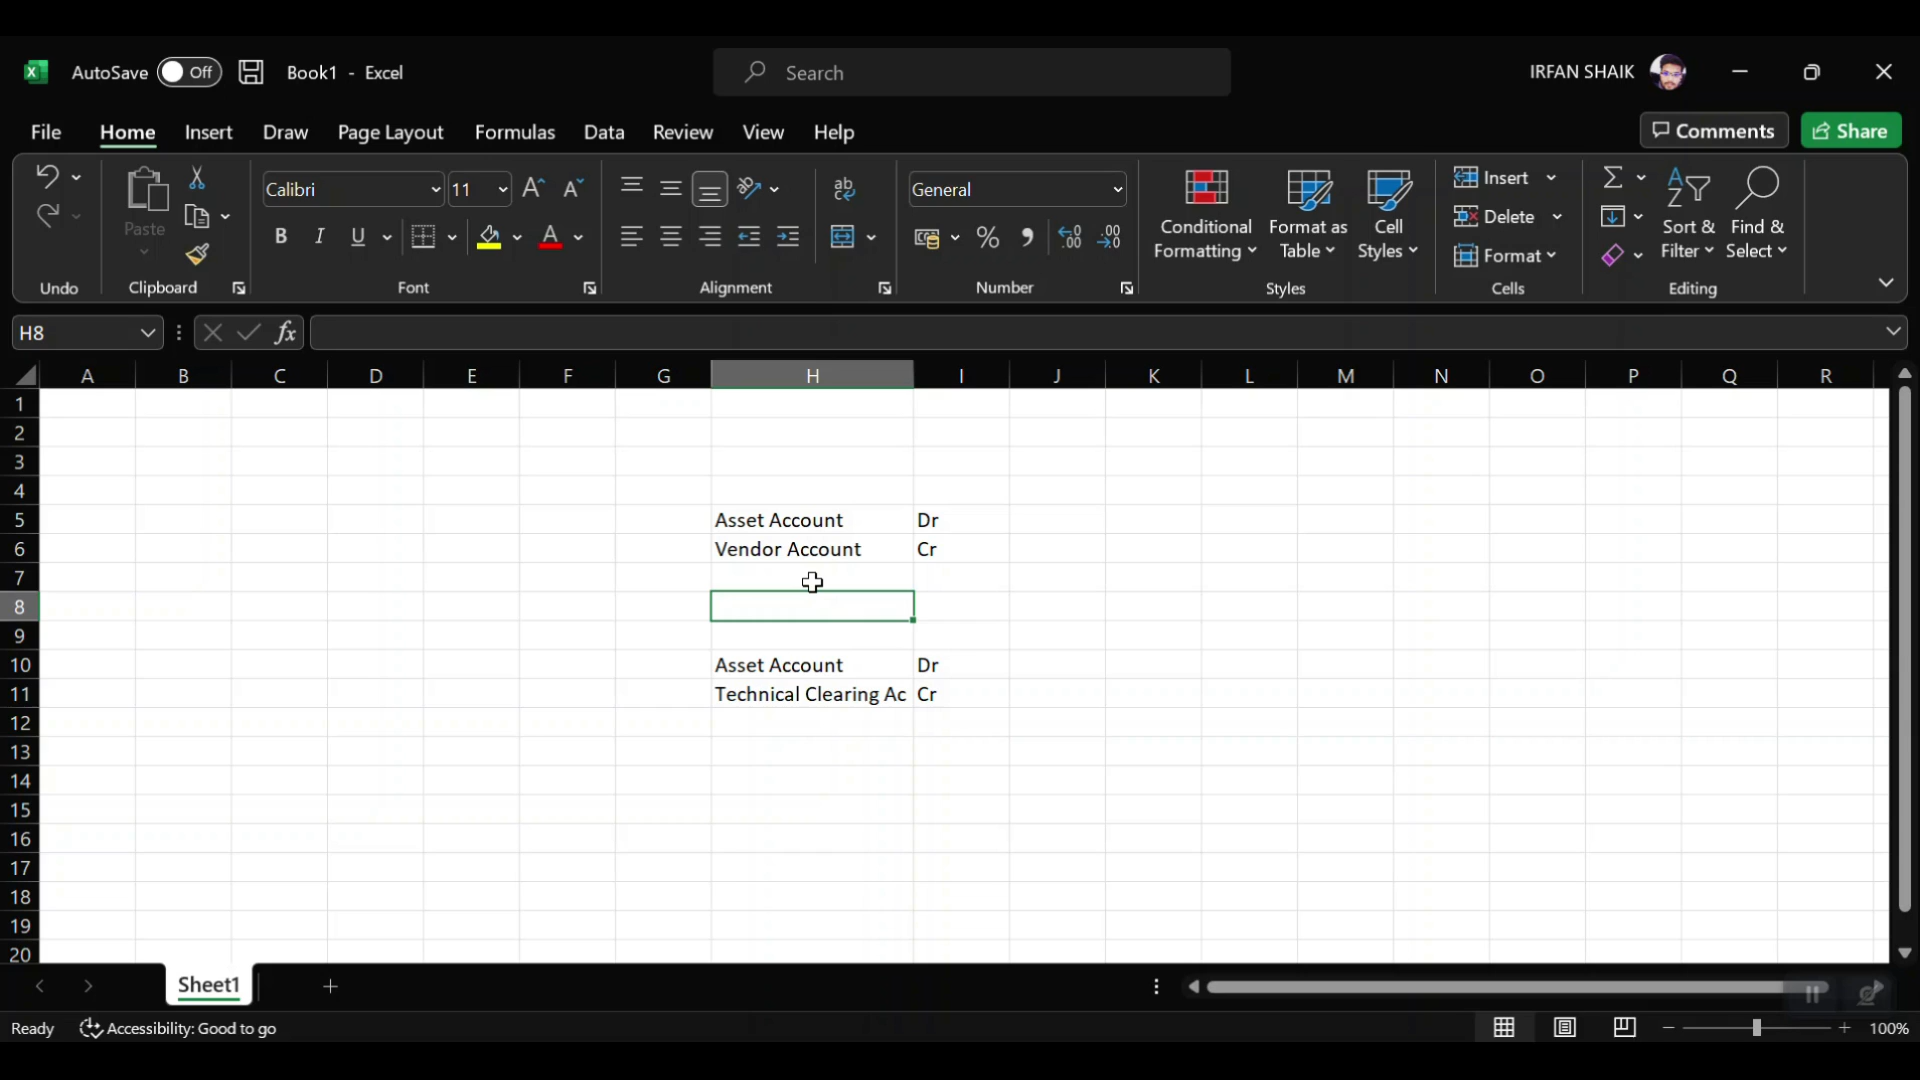 AutoSave Off Book1 - Excel Search IRFAN SHAIK
File Home Insert Draw Page Layout Formulas Data Review View Help Comments Share
Paste Calibri 11 B I U ab c General % Conditional Formatting Format as Table Cell Styles Insert Delete Format Sort & Filter Find & Select
Undo Clipboard Font Alignment Number Styles Cells Editing
H8 fx
A B C D E F G H I J K L M N O P Q R
1
2
3
4
5 Asset Account Dr
6 Vendor Account Cr
7
8
9
10 Asset Account Dr
11 Technical Clearing Ac Cr
12
13
14
15
16
17
18
19
20
Sheet1
Ready Accessibility: Good to go 100%